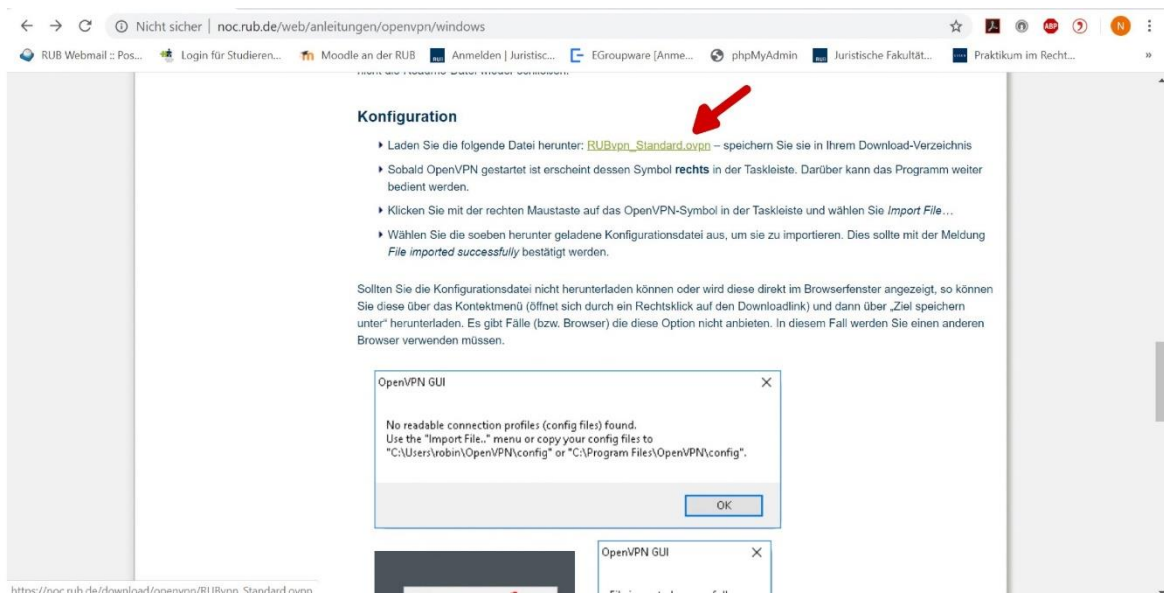 Nicht sicher | noc.rub.de/web/anleitungen/openvpn/windows
ABP
N
RUB Webmail :: Pos... Login für Studieren... Moodle an der RUB Anmelden | Juristisc... EGroupware [Anme... phpMyAdmin Juristische Fakultät... Praktikum im Recht... »
nicht die Readme-Datei wieder schließen.
Konfiguration
Laden Sie die folgende Datei herunter: RUBvpn_Standard.ovpn – speichern Sie sie in Ihrem Download-Verzeichnis
Sobald OpenVPN gestartet ist erscheint dessen Symbol rechts in der Taskleiste. Darüber kann das Programm weiter
bedient werden.
Klicken Sie mit der rechten Maustaste auf das OpenVPN-Symbol in der Taskleiste und wählen Sie Import File…
Wählen Sie die soeben herunter geladene Konfigurationsdatei aus, um sie zu importieren. Dies sollte mit der Meldung
File imported successfully bestätigt werden.
Sollten Sie die Konfigurationsdatei nicht herunterladen können oder wird diese direkt im Browserfenster angezeigt, so können
Sie diese über das Kontektmenü (öffnet sich durch ein Rechtsklick auf den Downloadlink) und dann über „Ziel speichern
unter“ herunterladen. Es gibt Fälle (bzw. Browser) die diese Option nicht anbieten. In diesem Fall werden Sie einen anderen
Browser verwenden müssen.
OpenVPN GUI
No readable connection profiles (config files) found.
Use the "Import File.." menu or copy your config files to
"C:\Users\robin\OpenVPN\config" or "C:\Program Files\OpenVPN\config".
OK
OpenVPN GUI
https://noc.rub.de/download/openvpn/RUBvpn_Standard.ovpn